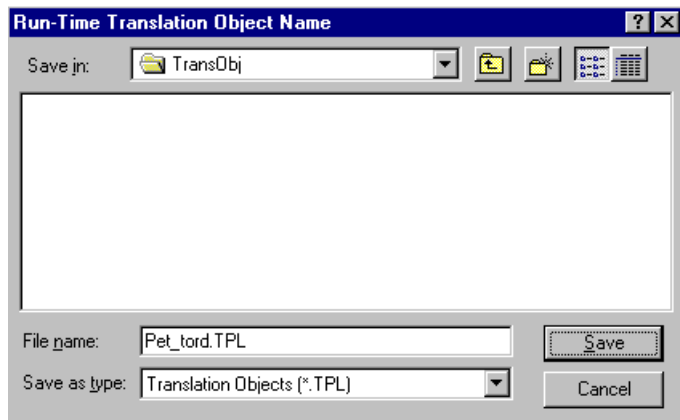 Run-Time Translation Object Name
Save in: TransObj
File name: Pet_tord.TPL Save
Save as type: Translation Objects (*.TPL) Cancel